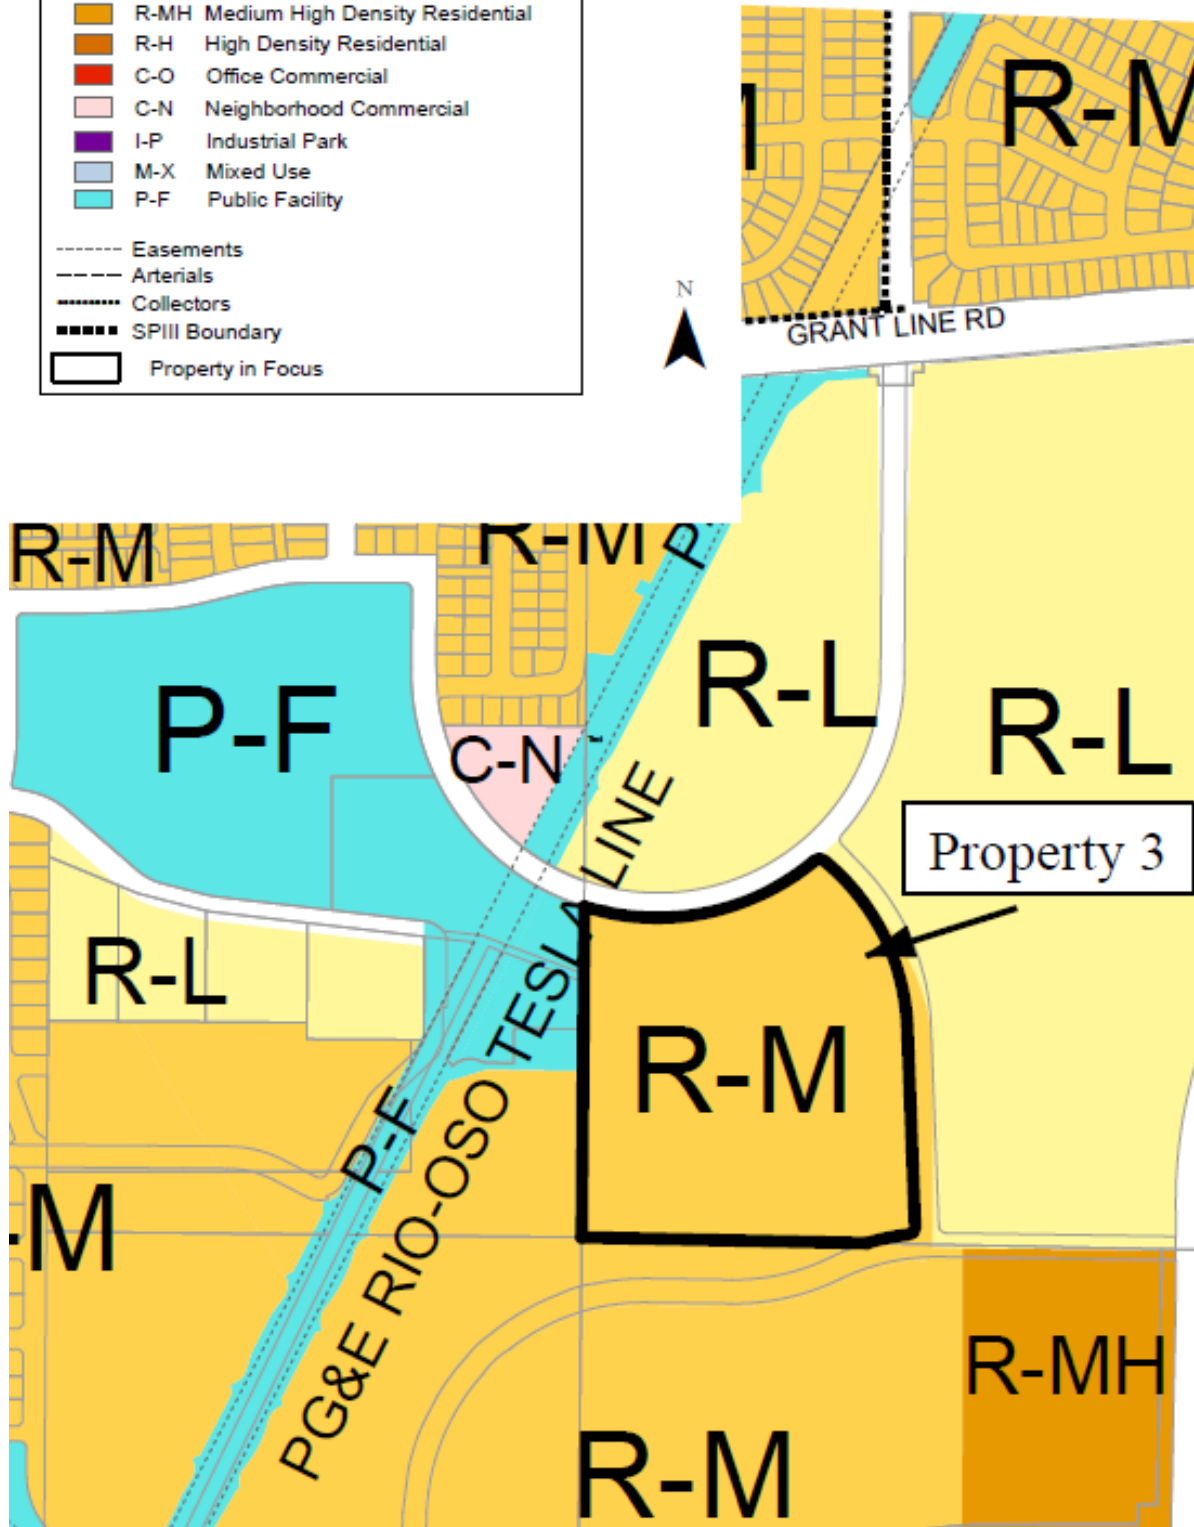 R-MH Medium High Density Residential
R-H High Density Residential
C-O Office Commercial
C-N Neighborhood Commercial
I-P Industrial Park
M-X Mixed Use
P-F Public Facility
Easements
Arterials
Collectors
SPIII Boundary
Property in Focus
N
R-M
GRANT LINE RD
R-M
R-M
P-F
R-L
R-L
C-N
Property 3
R-L
R-M
P-F
PG&E RIO-OSO TESLA LINE
-M
R-MH
R-M